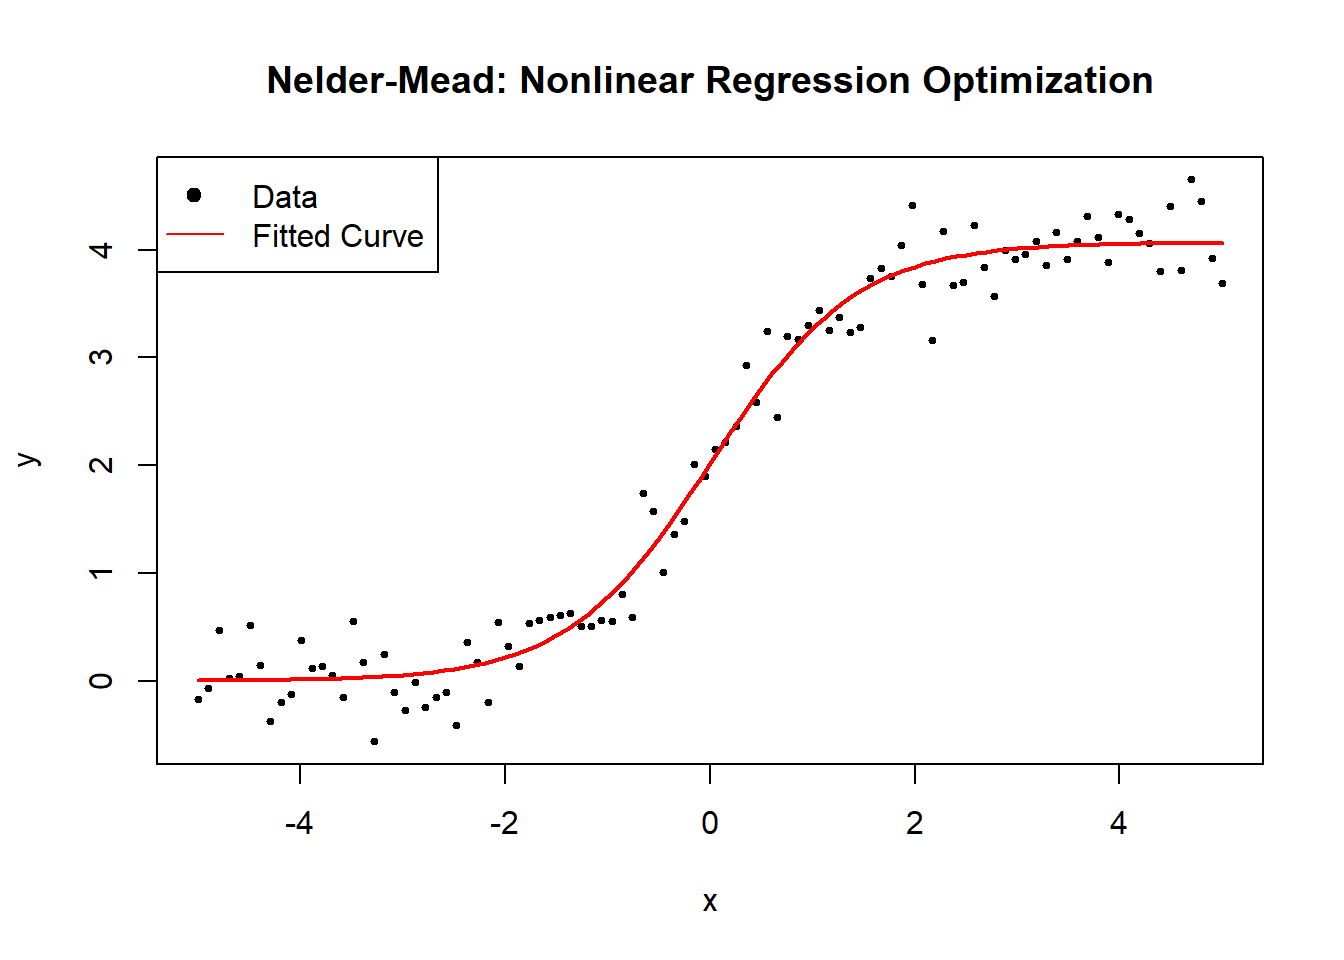 Nelder-Mead: Nonlinear Regression Optimization
Data
Fitted Curve
4
3
2
1
0
y
-4 -2 0 2 4
x